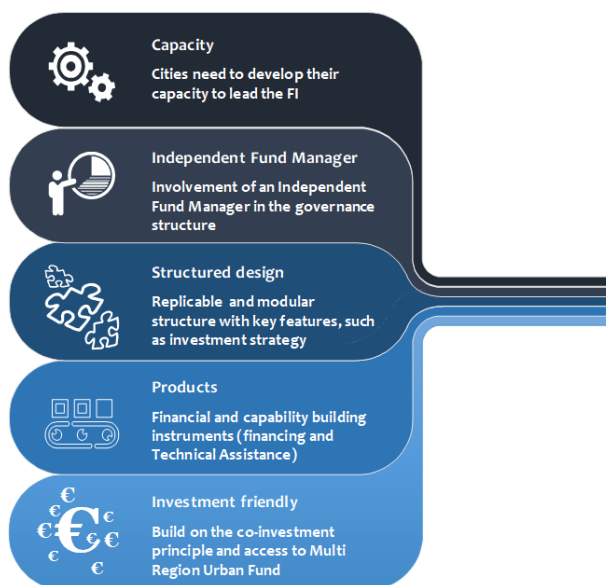 Capacity
Cities need to develop their
capacity to lead the FI
Independent Fund Manager
Involvement of an Independent
Fund Manager in the governance
structure
Structured design
Replicable and modular
structure with key features, such
as investment strategy
Products
Financial and capability building
instruments (financing and
Technical Assistance)
Investment friendly
Build on the co-investment
principle and access to Multi
Region Urban Fund